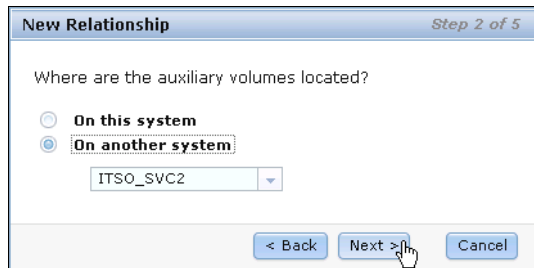 New Relationship Step 2 of 5
Where are the auxiliary volumes located?
On this system
On another system
ITSO_SVC2
< Back Next > Cancel